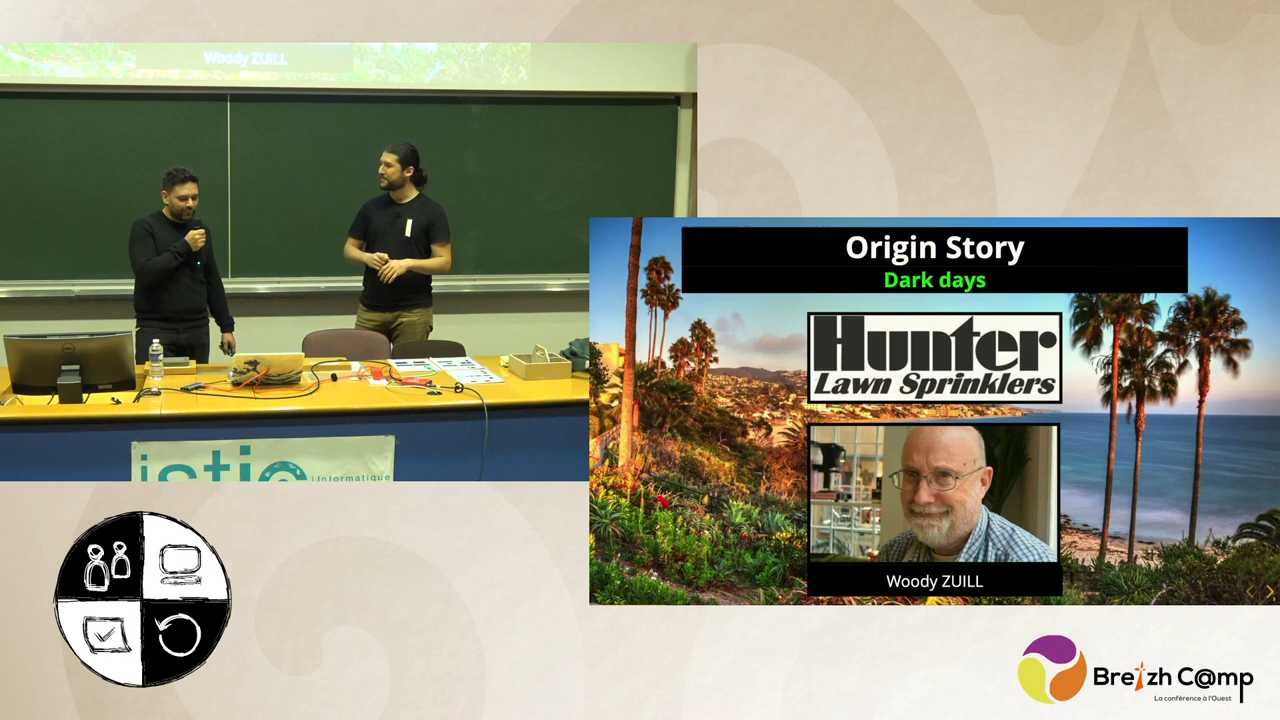 Woody ZUILL
Origin Story
Dark days
Hunter
Lawn Sprinklers
Woody ZUILL
istic
Informatique
Breizh C@mp
La conférence à l'Ouest